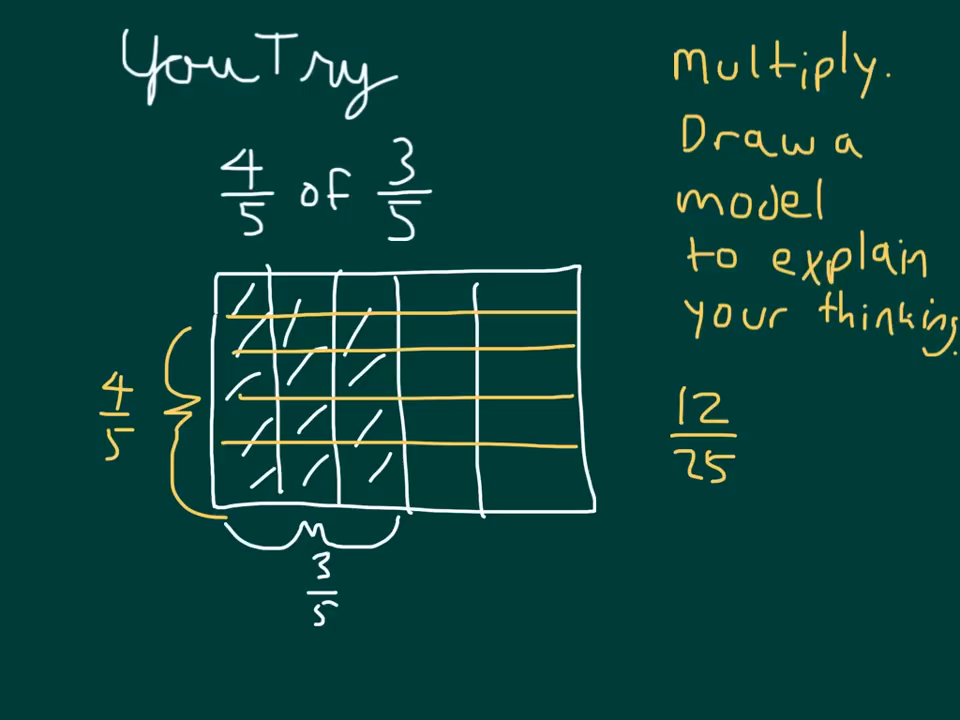 You Try
4/5 of 3/5
multiply.
Draw a
model
to explain
your thinking.
4/5
3/5
12/25